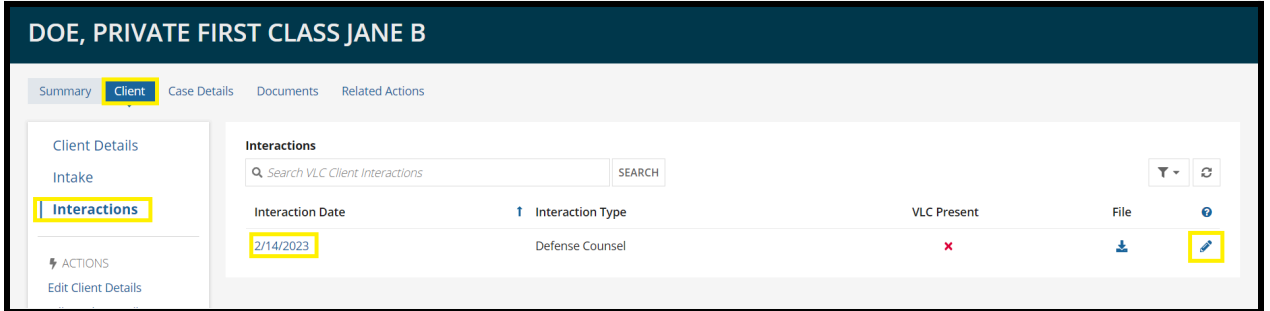 DOE, PRIVATE FIRST CLASS JANE B
Summary Client Case Details Documents Related Actions
Client Details
Intake
Interactions
ACTIONS
Edit Client Details
Interactions
Search VLC Client Interactions SEARCH
Interaction Date Interaction Type VLC Present File
2/14/2023 Defense Counsel